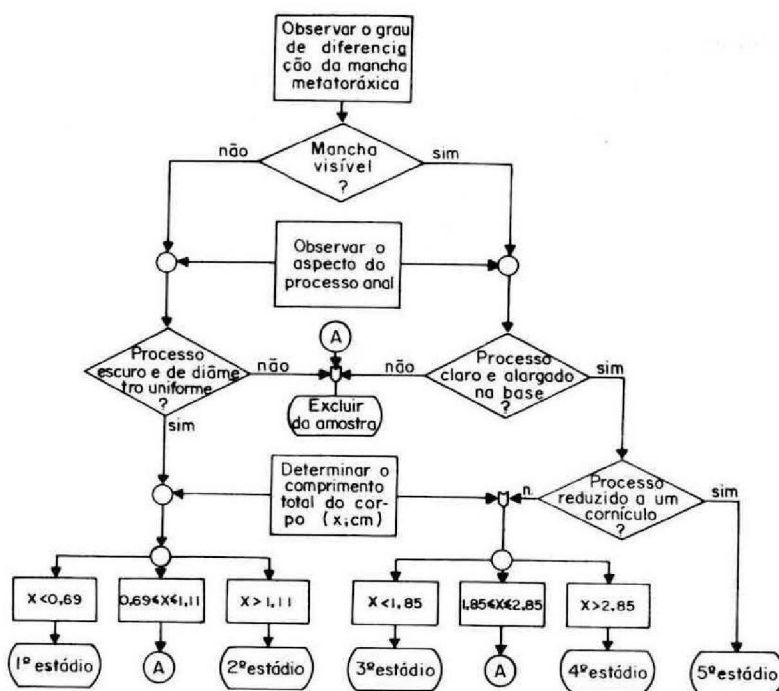 Observar o grau
de diferencia
ção da mancha
metatoráxica
não
Mancha
visível
?
sim
Observar o
aspecto do
processo anal
Processo
escuro e de diâme
tro uniforme
?
não
sim
A
Excluir
da amostra
não
Processo
claro e alargado
na base
?
sim
Determinar o
comprimento
total do cor-
po (x;cm)
n.
Processo
reduzido a um
cornículo
?
sim
X<0,69
0,69≤X≤1,11
X>1,11
X<1,85
1,85≤X≤2,85
X>2,85
1º estádio
A
2º estádio
3º estádio
A
4º estádio
5º estádio